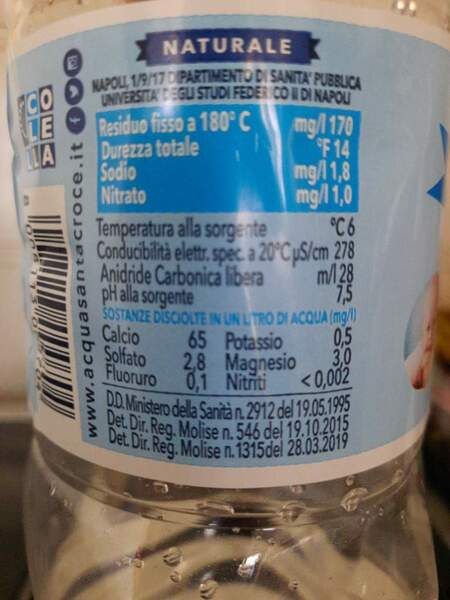 NATURALE
NAPOLI, 1/9/17 DIPARTIMENTO DI SANITA' PUBBLICA
UNIVERSITA' DEGLI STUDI FEDERICO II DI NAPOLI
Residuo fisso a 180° C mg/l 170
Durezza totale °F 14
Sodio mg/l 1,8
Nitrato mg/l 1,0
Temperatura alla sorgente °C 6
Conducibilità elettr. spec. a 20°C µS/cm 278
Anidride Carbonica libera m/l 28
pH alla sorgente 7,5
SOSTANZE DISCIOLTE IN UN LITRO DI ACQUA (mg/l)
Calcio 65 Potassio 0,5
Solfato 2,8 Magnesio 3,0
Fluoruro 0,1 Nitriti < 0,002
D.D. Ministero della Sanità n. 2912 del 19.05.1995
Det. Dir. Reg. Molise n. 546 del 19.10.2015
Det. Dir. Reg. Molise n. 1315del 28.03.2019
www.acquasantacroce.it
CO
LE
LLA